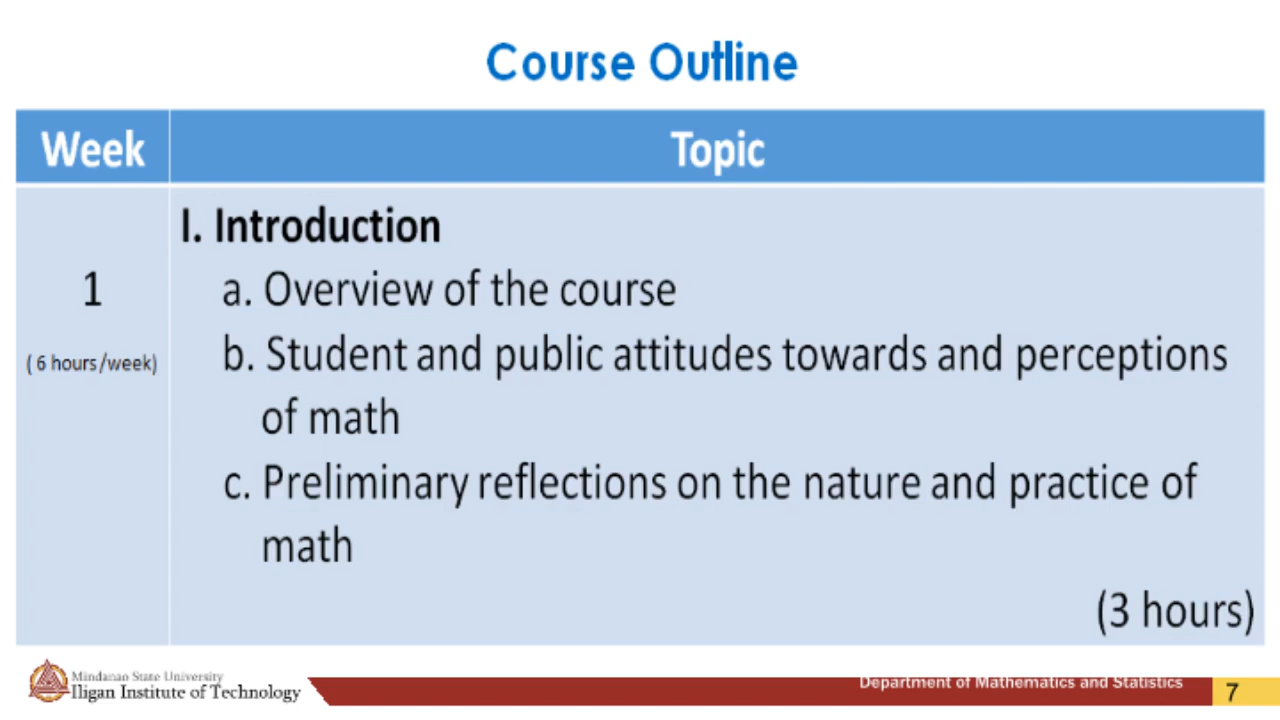 Course Outline
Week
Topic
1
( 6 hours/week)
I. Introduction
a. Overview of the course
b. Student and public attitudes towards and perceptions
of math
c. Preliminary reflections on the nature and practice of
math
(3 hours)
Mindanao State University
Iligan Institute of Technology
Department of Mathematics and Statistics
7